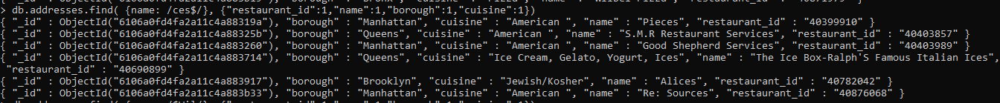 > db.addresses.find( {name: /ces$/}, {"restaurant_id":1,"name":1,"borough":1,"cuisine":1})
{ "_id" : ObjectId("6106a0fd4fa2a11c4a88319a"), "borough" : "Manhattan", "cuisine" : "American ", "name" : "Pieces", "restaurant_id" : "40399910" }
{ "_id" : ObjectId("6106a0fd4fa2a11c4a88325b"), "borough" : "Queens", "cuisine" : "American ", "name" : "S.M.R Restaurant Services", "restaurant_id" : "40403857" }
{ "_id" : ObjectId("6106a0fd4fa2a11c4a883260"), "borough" : "Manhattan", "cuisine" : "American ", "name" : "Good Shepherd Services", "restaurant_id" : "40403989" }
{ "_id" : ObjectId("6106a0fd4fa2a11c4a883714"), "borough" : "Queens", "cuisine" : "Ice Cream, Gelato, Yogurt, Ices", "name" : "The Ice Box-Ralph'S Famous Italian Ices",
"restaurant_id" : "40690899" }
{ "_id" : ObjectId("6106a0fd4fa2a11c4a883917"), "borough" : "Brooklyn", "cuisine" : "Jewish/Kosher", "name" : "Alices", "restaurant_id" : "40782042" }
{ "_id" : ObjectId("6106a0fd4fa2a11c4a883b33"), "borough" : "Manhattan", "cuisine" : "American ", "name" : "Re: Sources", "restaurant_id" : "40876068" }